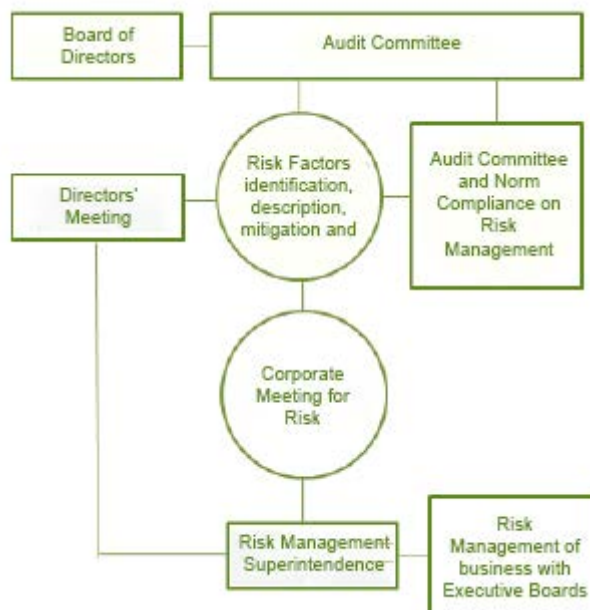 Board of
Directors
Audit Committee
Risk Factors
identification,
description,
mitigation and
Audit Committee
and Norm
Compliance on
Risk
Management
Directors'
Meeting
Corporate
Meeting for
Risk
Risk Management
Superintendence
Risk
Management of
business with
Executive Boards